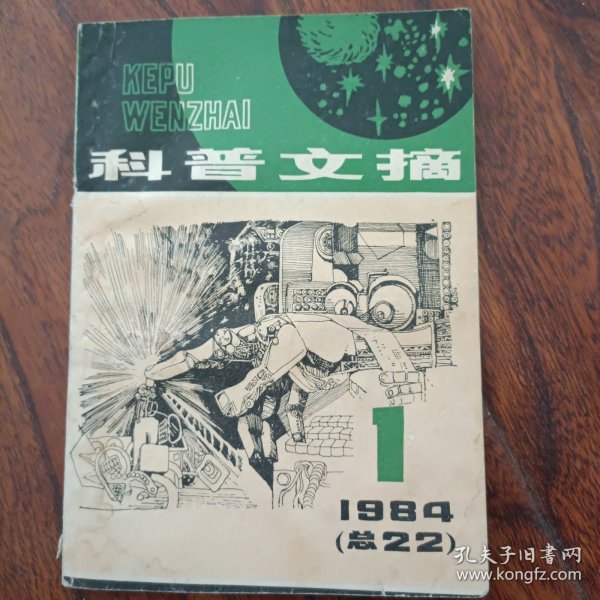 KEPU
WENZHAI
科普文摘
1
1984
(总22)
孔夫子旧书网
www.kongfz.com